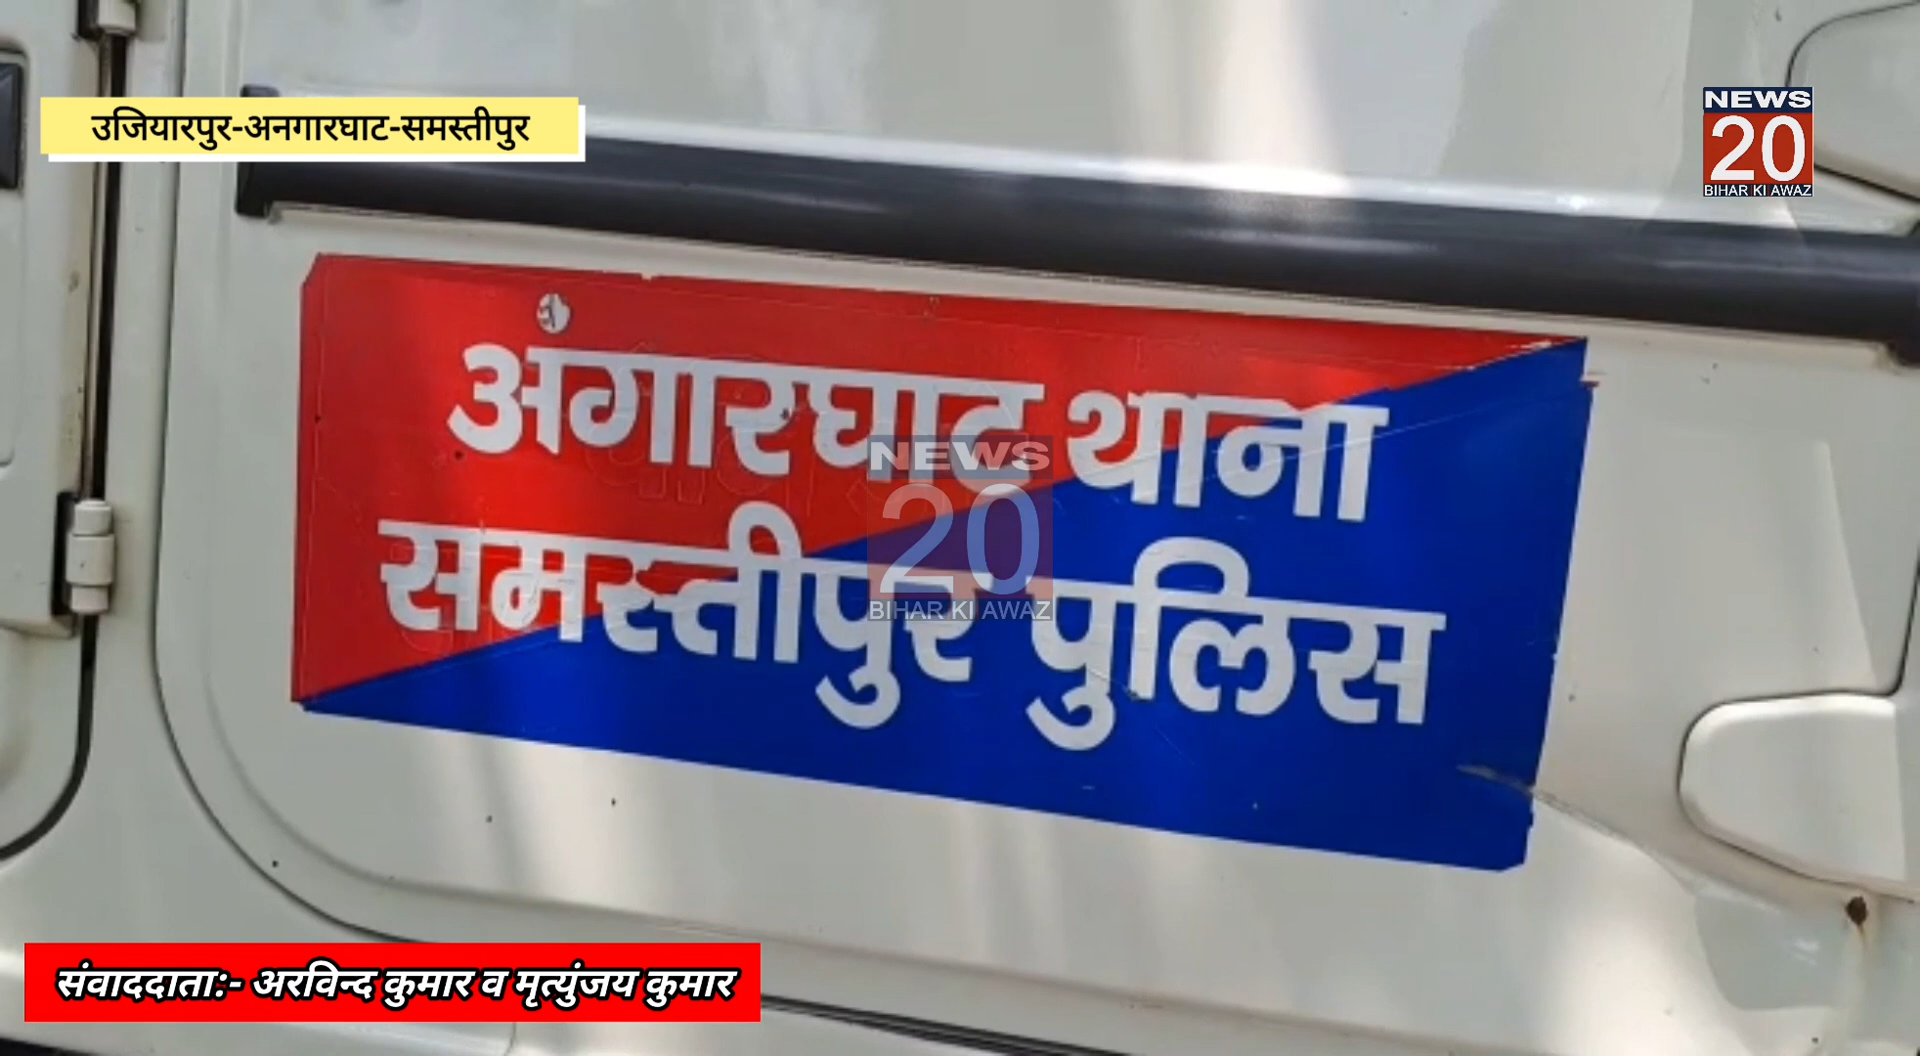 उजियारपुर-अनगारघाट-समस्तीपुर
NEWS
20
BIHAR KI AWAZ
अंगारघाट थाना
समस्तीपुर पुलिस
NEWS
20
BIHAR KI AWAZ
संवाददाता:- अरविन्द कुमार व मृत्युंजय कुमार